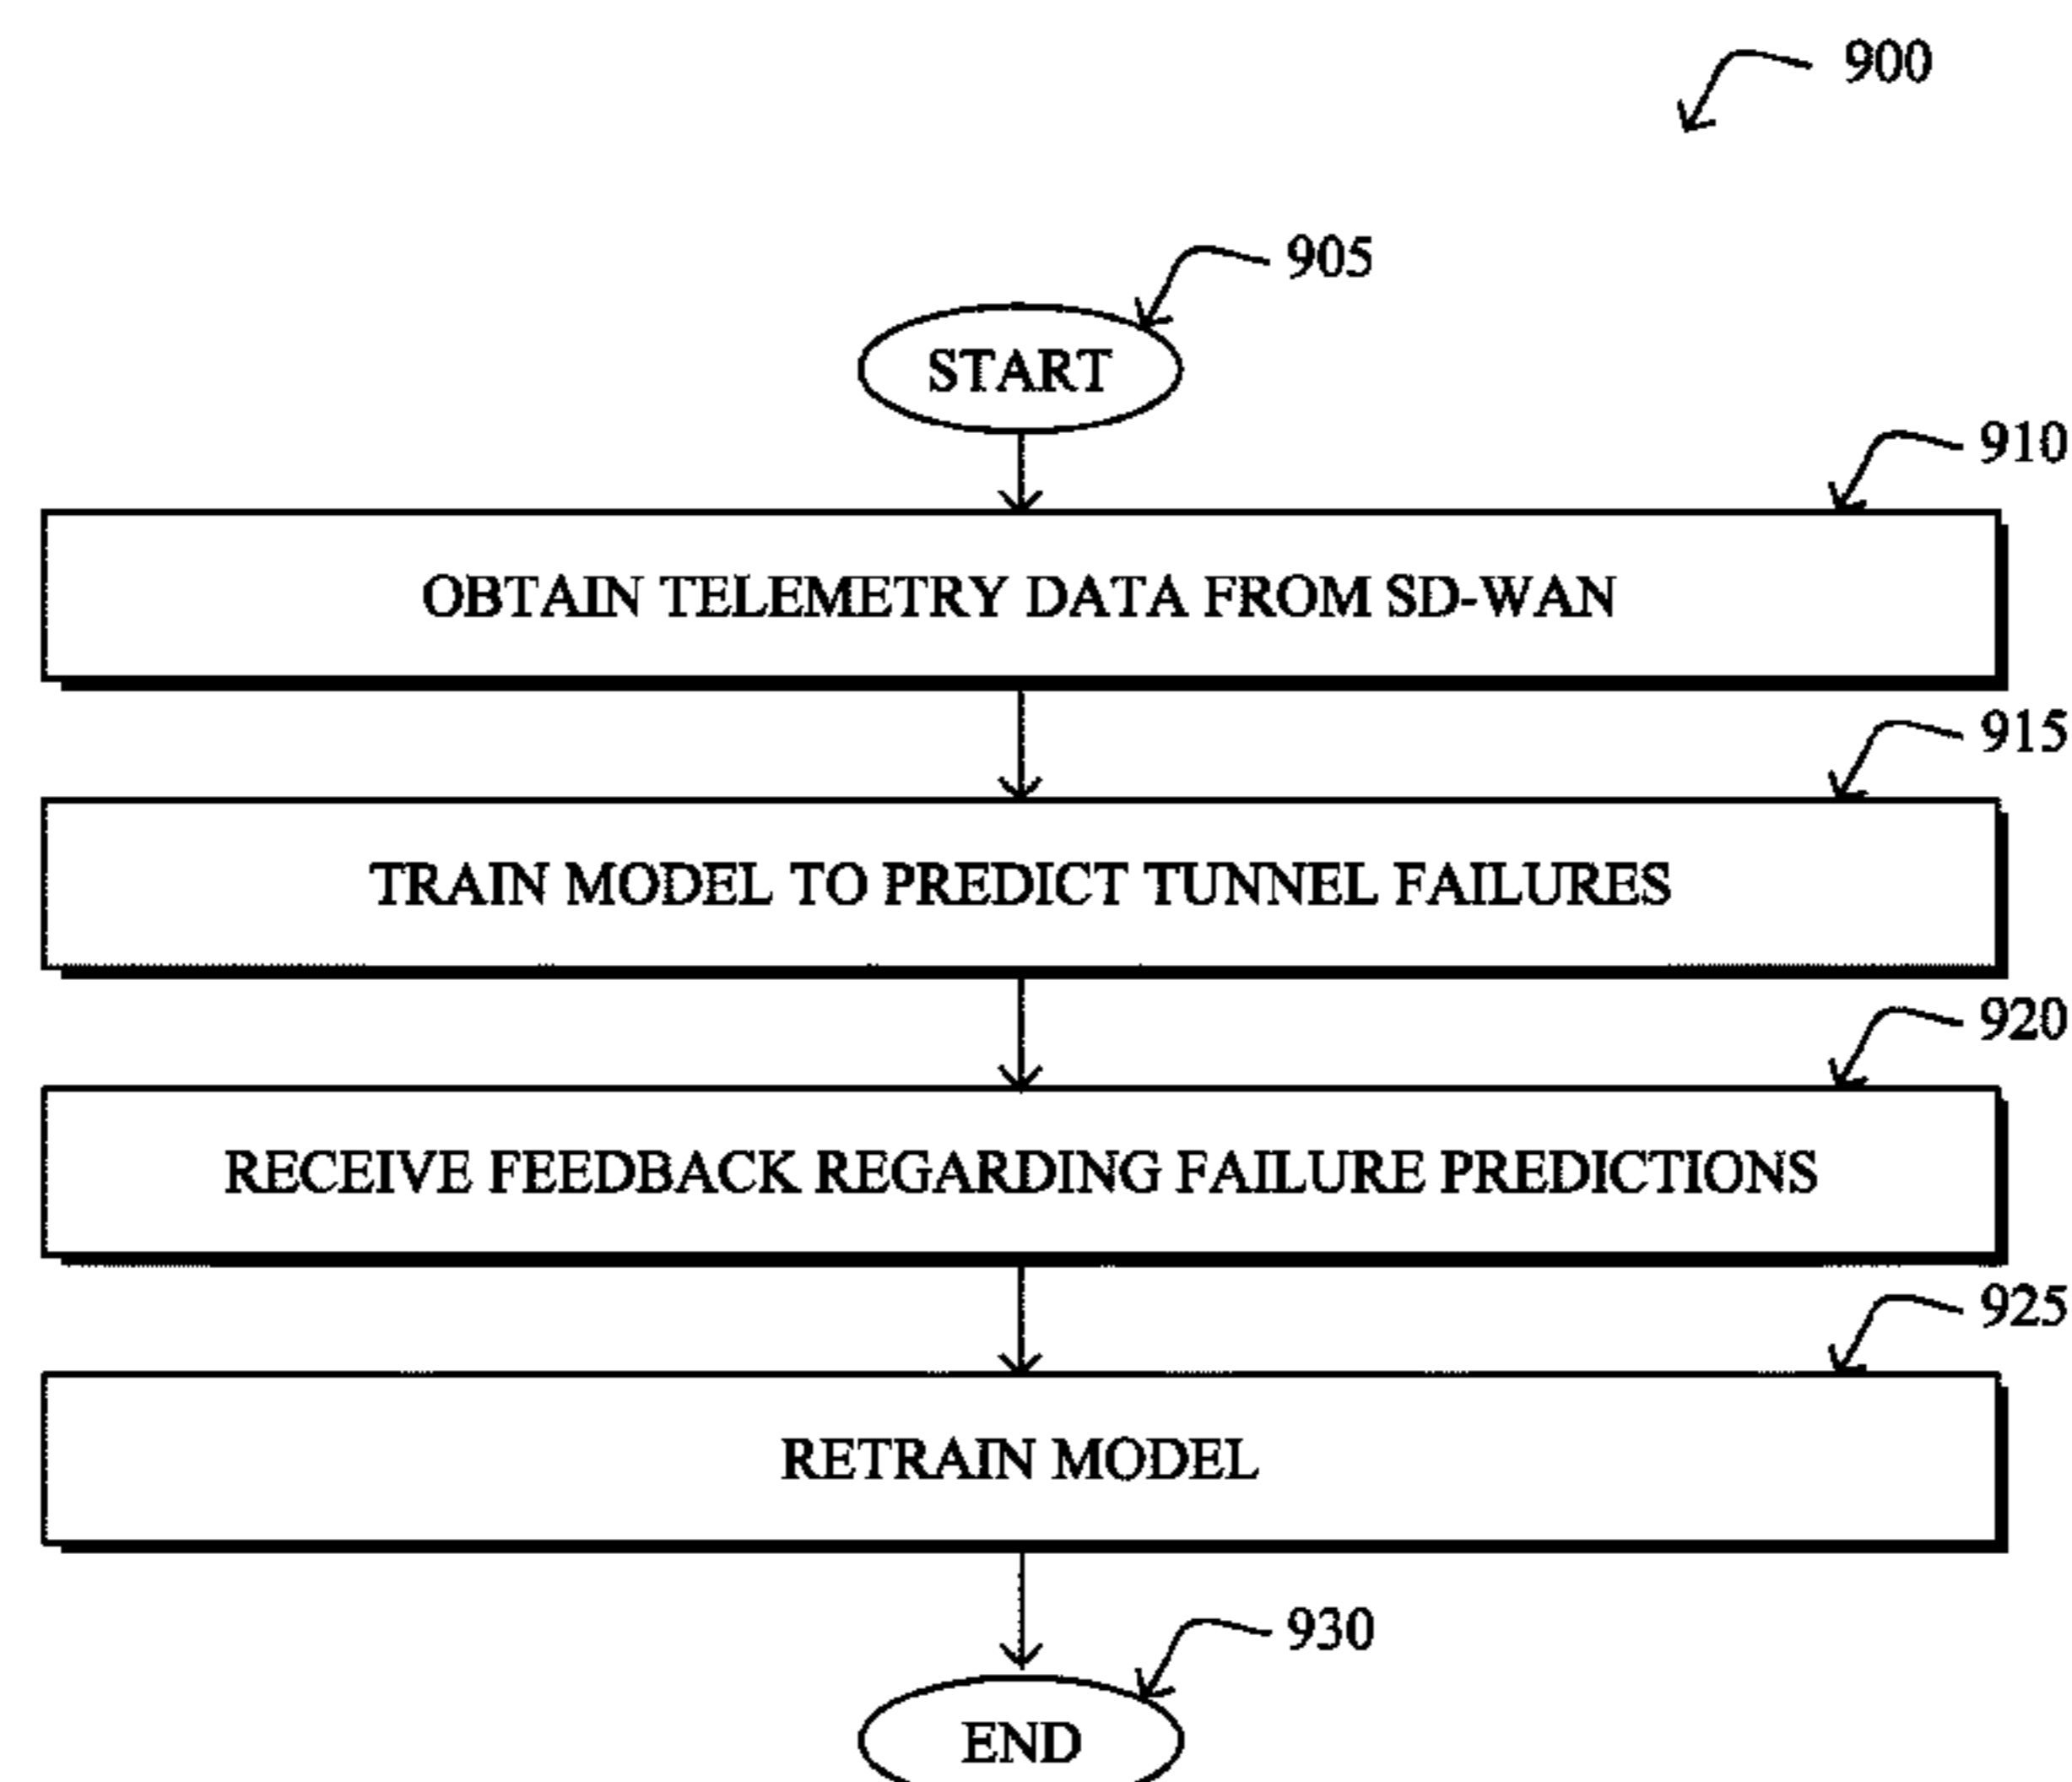 900
905
START
910
OBTAIN TELEMETRY DATA FROM SD-WAN
915
TRAIN MODEL TO PREDICT TUNNEL FAILURES
920
RECEIVE FEEDBACK REGARDING FAILURE PREDICTIONS
925
RETRAIN MODEL
930
END